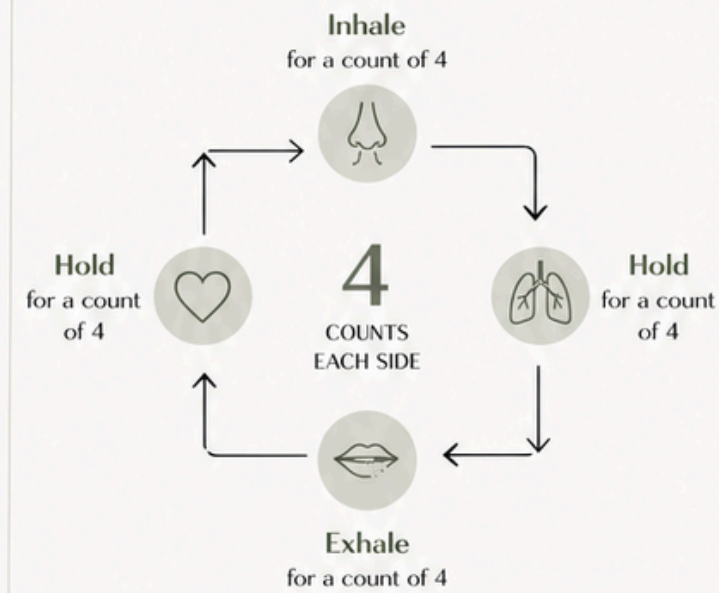 Inhale
for a count of 4
Hold
for a count
of 4
4
COUNTS
EACH SIDE
Hold
for a count
of 4
Exhale
for a count of 4